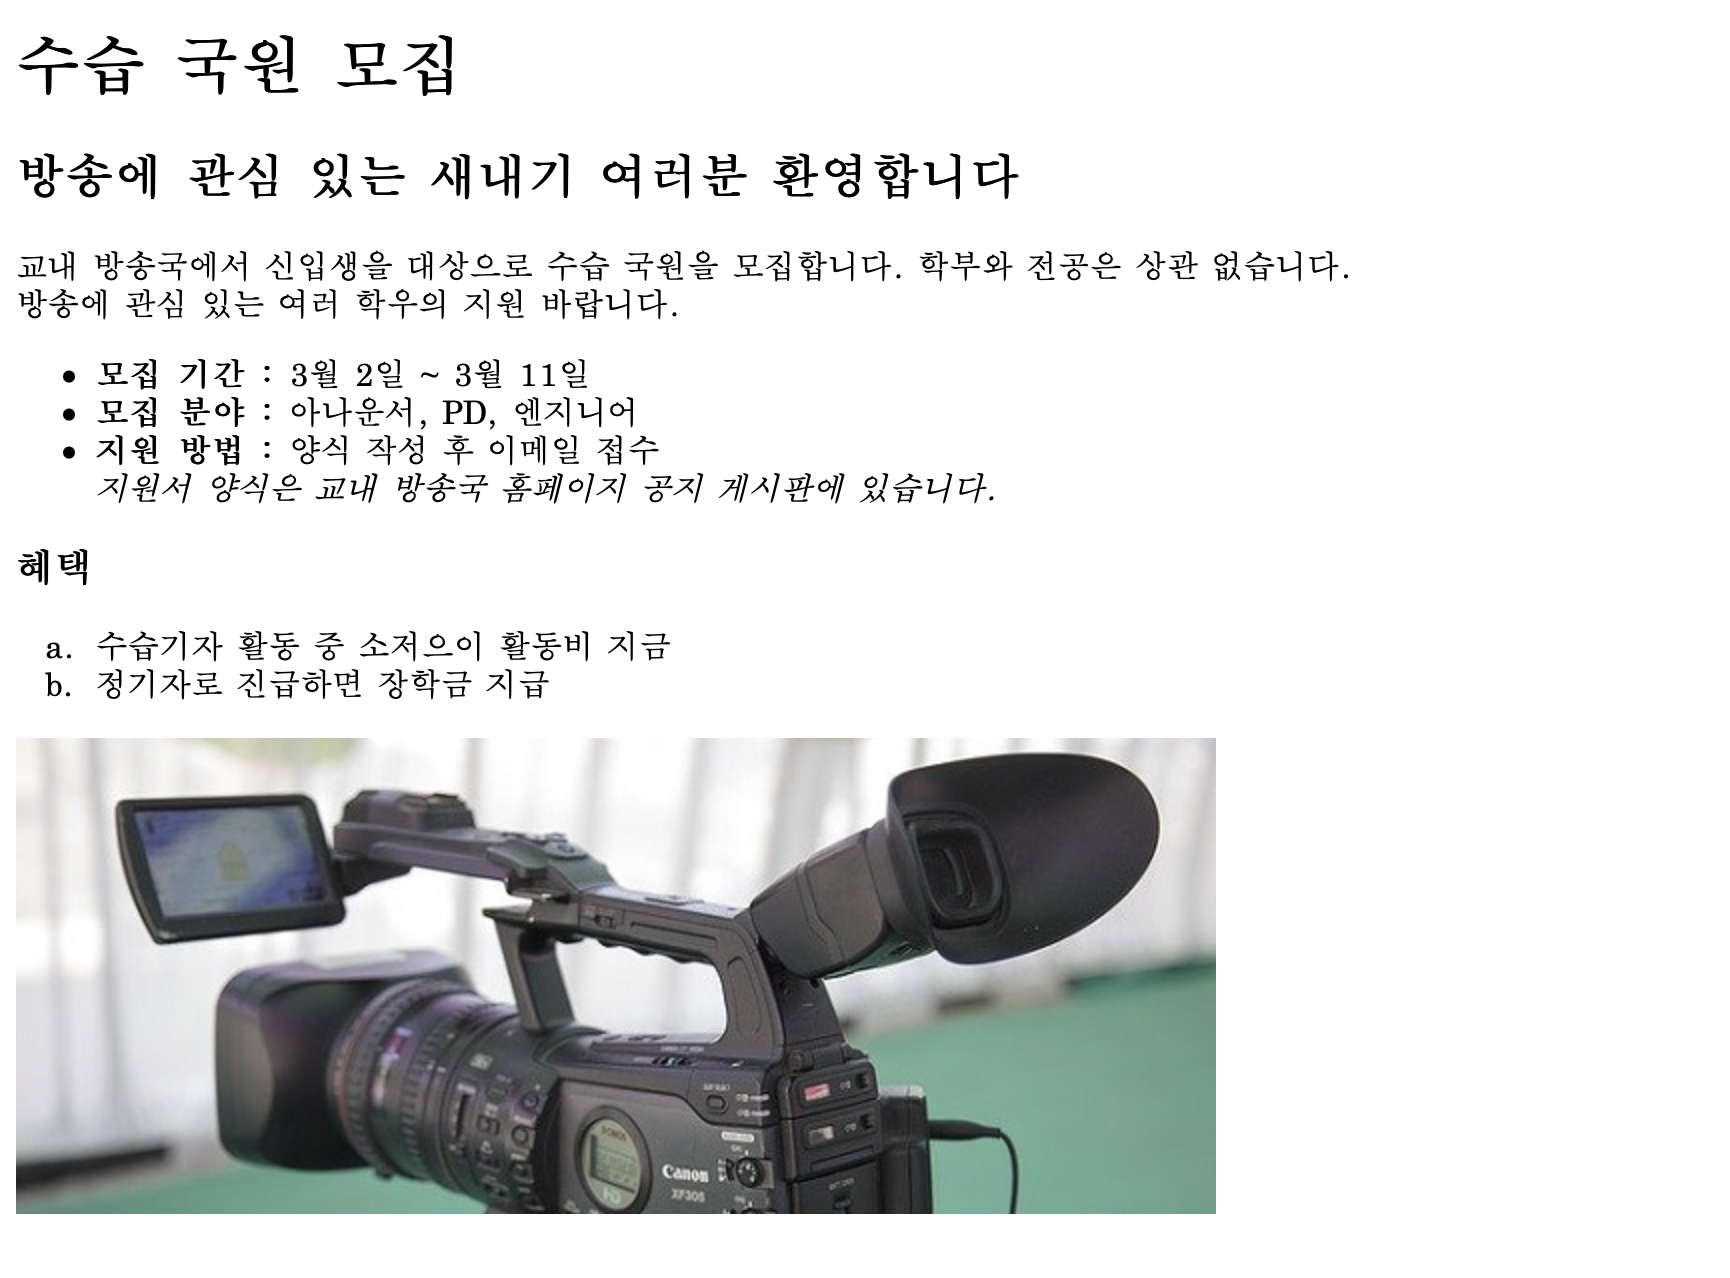 수습 국원 모집
방송에 관심 있는 새내기 여러분 환영합니다
교내 방송국에서 신입생을 대상으로 수습 국원을 모집합니다. 학부와 전공은 상관 없습니다.
방송에 관심 있는 여러 학우의 지원 바랍니다.
• 모집 기간 : 3월 2일 ~ 3월 11일
• 모집 분야 : 아나운서, PD, 엔지니어
• 지원 방법 : 양식 작성 후 이메일 접수
지원서 양식은 교내 방송국 홈페이지 공지 게시판에 있습니다.
혜택
a. 수습기자 활동 중 소저으이 활동비 지금
b. 정기자로 진급하면 장학금 지급
Canon
XF305